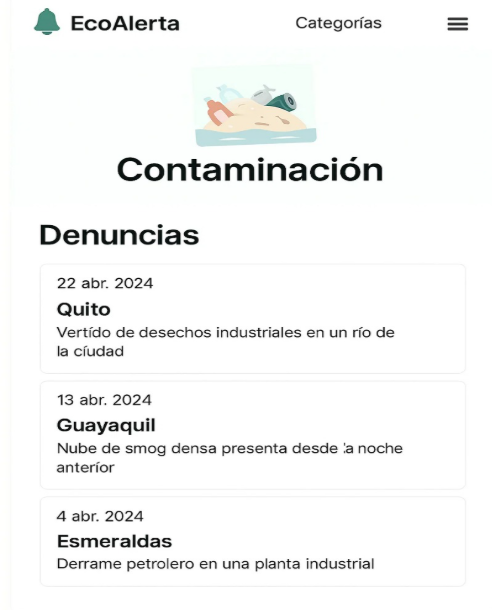 EcoAlerta
Categorías
Contaminación
Denuncias
22 abr. 2024
Quito
Vertído de desechos industriales en un río de
la cíudad
13 abr. 2024
Guayaquil
Nube de smog densa presenta desde la noche
anteríor
4 abr. 2024
Esmeraldas
Derrame petrolero en una planta industrial